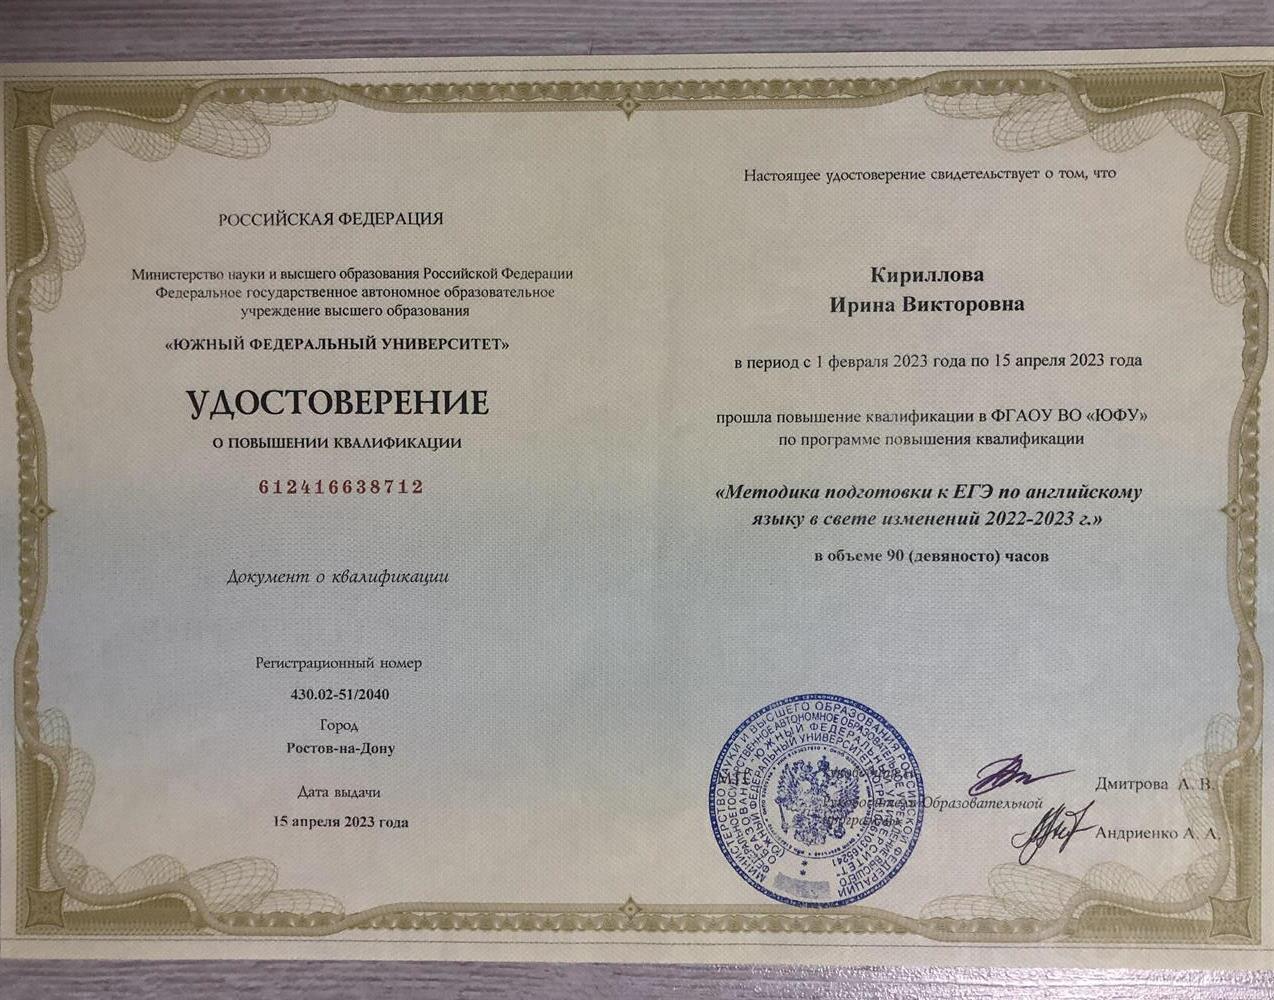 РОССИЙСКАЯ ФЕДЕРАЦИЯ
Министерство науки и высшего образования Российской Федерации
Федеральное государственное автономное образовательное
учреждение высшего образования
«ЮЖНЫЙ ФЕДЕРАЛЬНЫЙ УНИВЕРСИТЕТ»
УДОСТОВЕРЕНИЕ
О ПОВЫШЕНИИ КВАЛИФИКАЦИИ
612416638712
Документ о квалификации
Регистрационный номер
430.02-51/2040
Город
Ростов-на-Дону
Дата выдачи
15 апреля 2023 года
Настоящее удостоверение свидетельствует о том, что
Кириллова
Ирина Викторовна
в период с 1 февраля 2023 года по 15 апреля 2023 года
прошла повышение квалификации в ФГАОУ ВО «ЮФУ»
по программе повышения квалификации
«Методика подготовки к ЕГЭ по английскому
языку в свете изменений 2022-2023 г.»
в объеме 90 (девяносто) часов
М.П.
Дмитрова А. В.
Руководитель Образовательной
программы
Андриенко А. А.